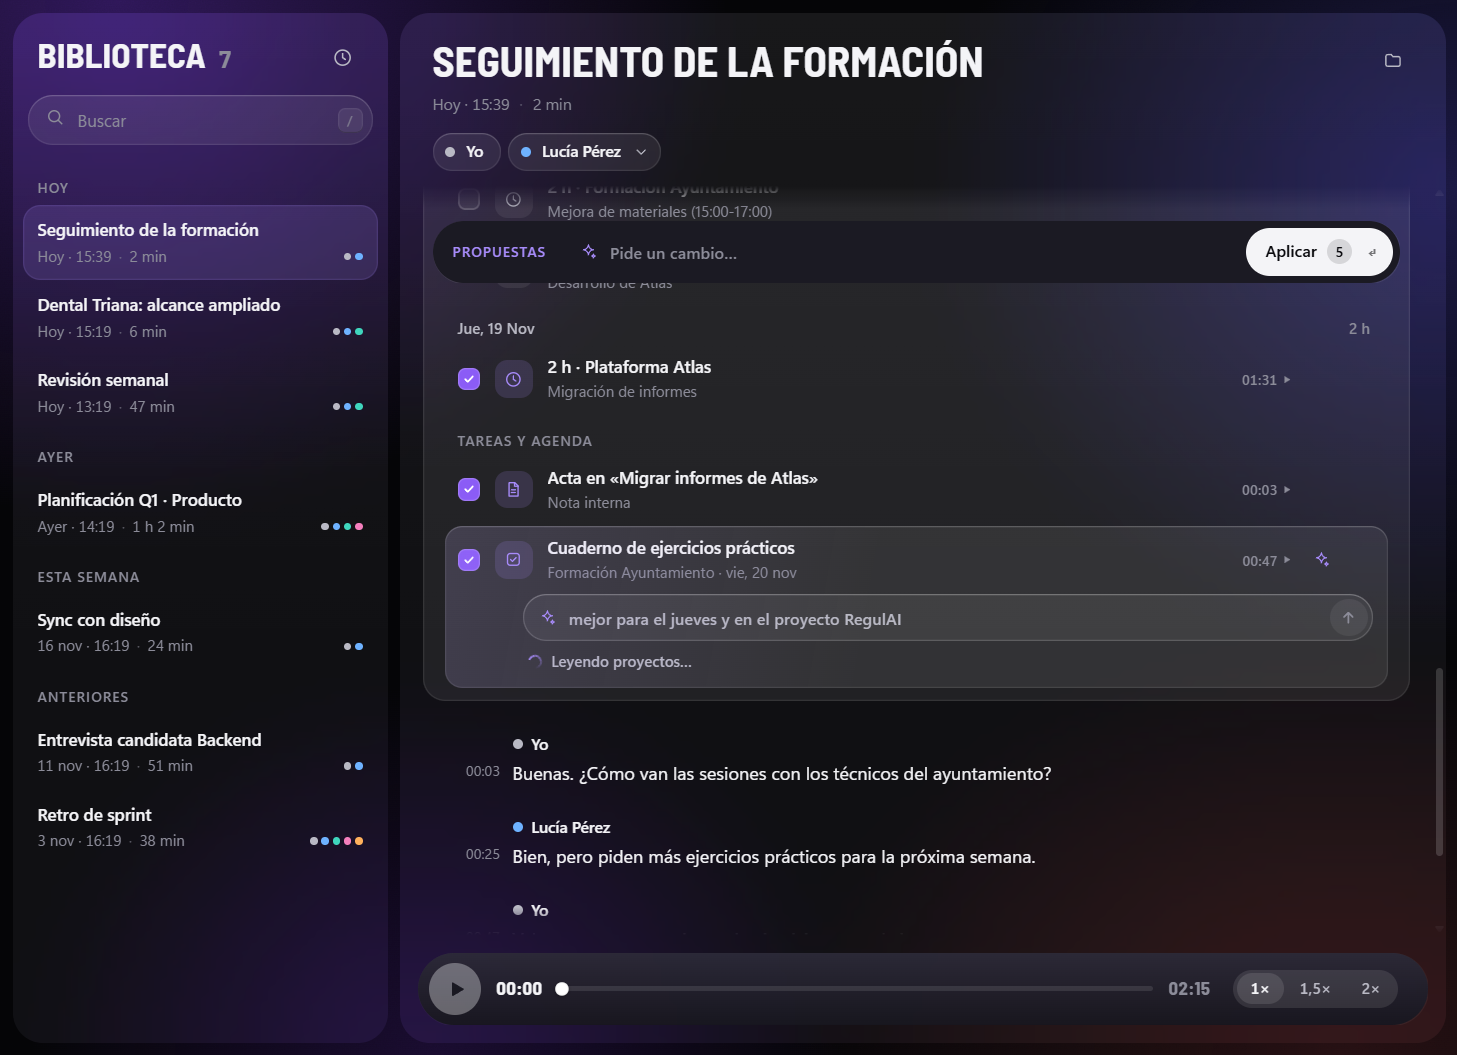 BIBLIOTECA 7
Buscar /
HOY
Seguimiento de la formación
Hoy · 15:39 · 2 min
Dental Triana: alcance ampliado
Hoy · 15:19 · 6 min
Revisión semanal
Hoy · 13:19 · 47 min
AYER
Planificación Q1 · Producto
Ayer · 14:19 · 1 h 2 min
ESTA SEMANA
Sync con diseño
16 nov · 16:19 · 24 min
ANTERIORES
Entrevista candidata Backend
11 nov · 16:19 · 51 min
Retro de sprint
3 nov · 16:19 · 38 min
SEGUIMIENTO DE LA FORMACIÓN
Hoy · 15:39 · 2 min
Yo
Lucía Pérez
2 h · Formación Ayuntamiento
Mejora de materiales (15:00-17:00)
PROPUESTAS Pide un cambio... Aplicar 5
Desarrollo de Atlas
Jue, 19 Nov 2 h
2 h · Plataforma Atlas
Migración de informes
01:31
TAREAS Y AGENDA
Acta en «Migrar informes de Atlas»
Nota interna
00:03
Cuaderno de ejercicios prácticos
Formación Ayuntamiento · vie, 20 nov
00:47
mejor para el jueves y en el proyecto RegulAI
Leyendo proyectos...
Yo
00:03 Buenas. ¿Cómo van las sesiones con los técnicos del ayuntamiento?
Lucía Pérez
00:25 Bien, pero piden más ejercicios prácticos para la próxima semana.
Yo
00:00 02:15 1× 1,5× 2×